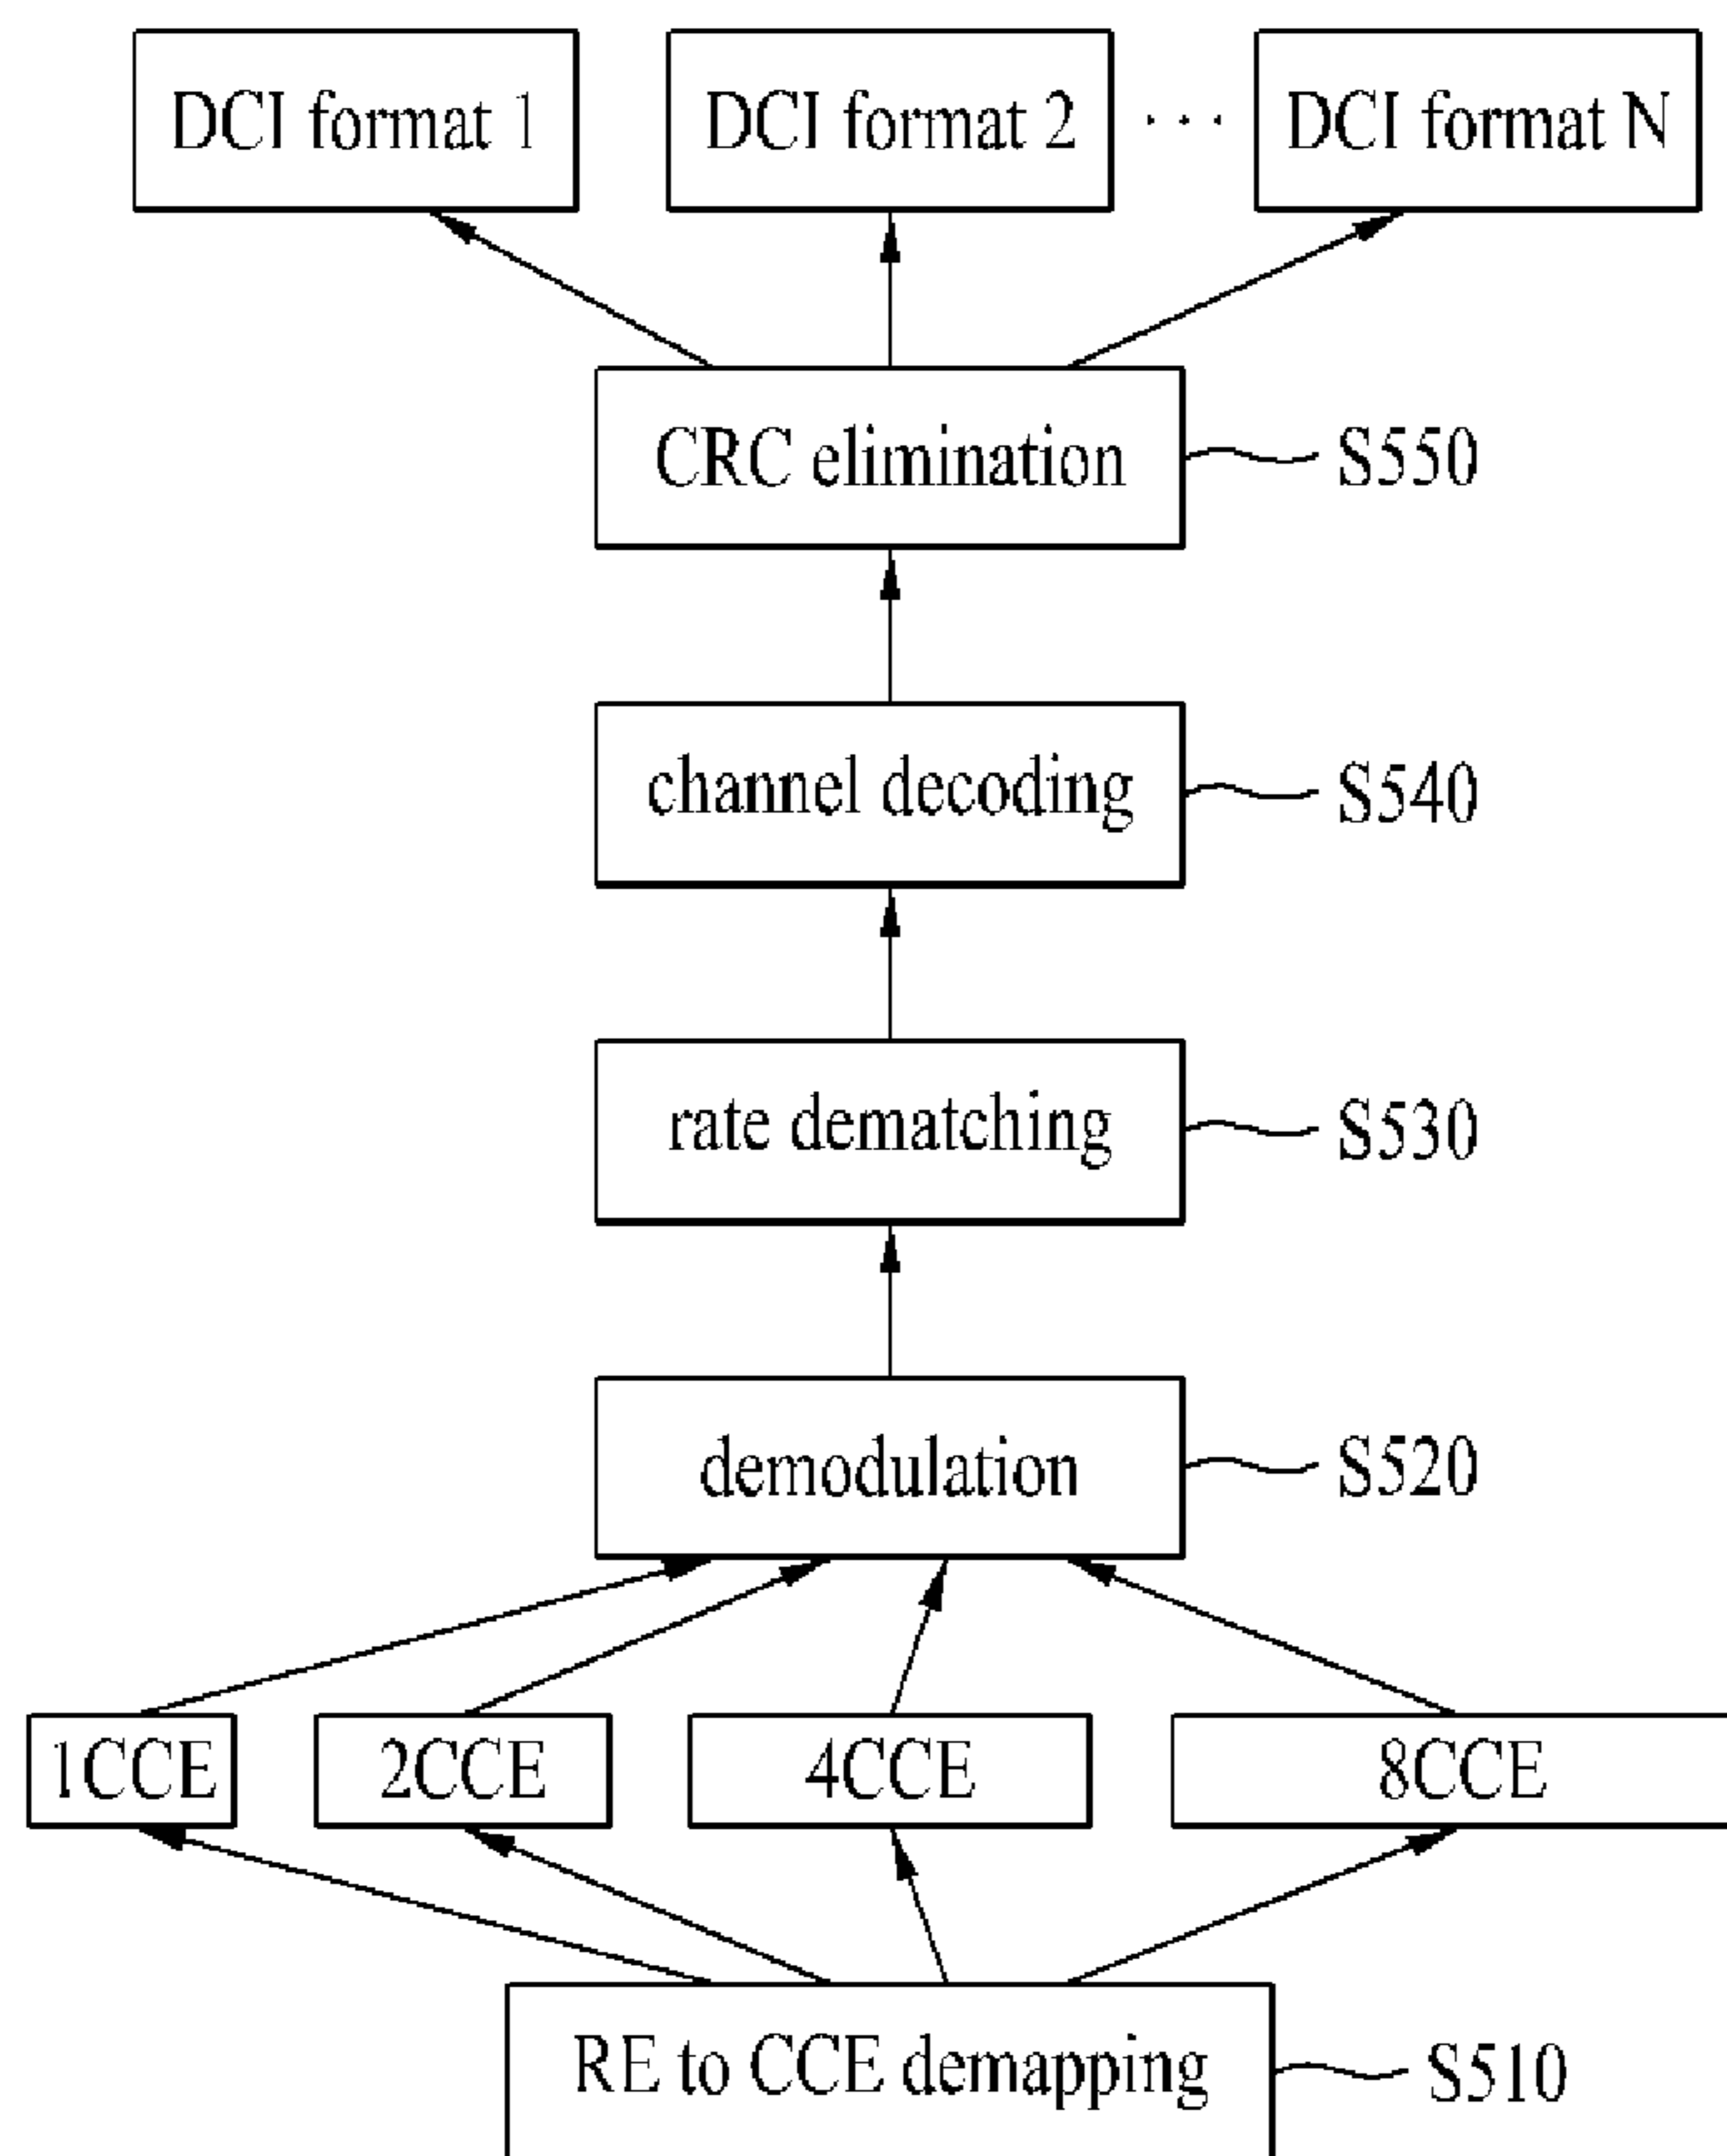 DCI format 1
DCI format 2
. . .
DCI format N
CRC elimination
S550
channel decoding
S540
rate dematching
S530
demodulation
S520
1CCE
2CCE
4CCE
8CCE
RE to CCE demapping
S510